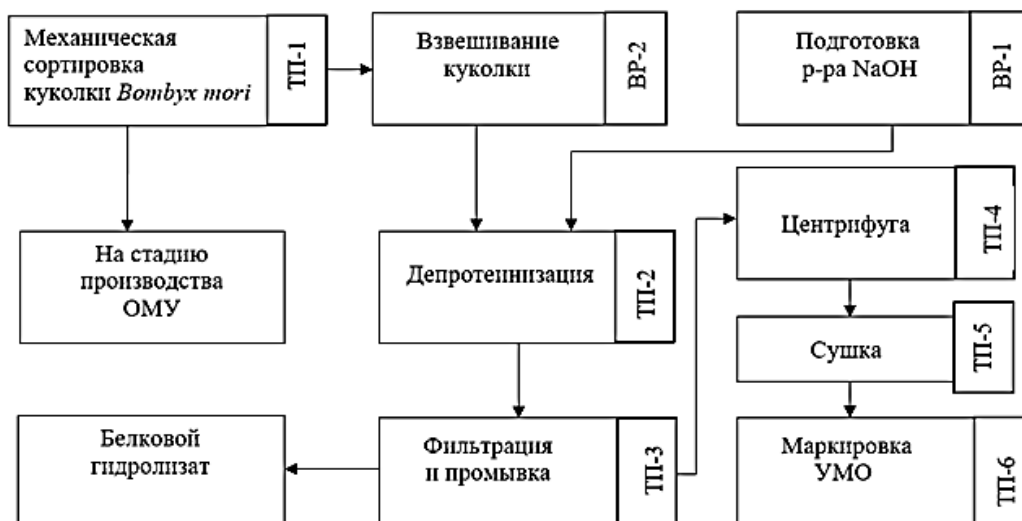 Механическая
сортировка
куколки Bombyx mori
ТП-1
Взвешивание
куколки
ВР-2
Подготовка
р-ра NaOH
ВР-1
На стадию
производства
ОМУ
Депротеинизация
ТП-2
Центрифуга
ТП-4
Сушка
ТП-5
Белковой
гидролизат
Фильтрация
и промывка
ТП-3
Маркировка
УМО
ТП-6